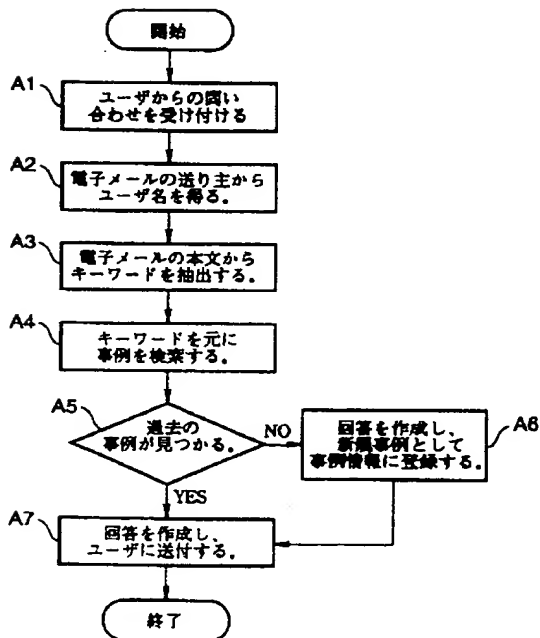 開始
A1
ユーザからの問い
合わせを受け付ける
A2
電子メールの送り主から
ユーザ名を得る。
A3
電子メールの本文から
キーワードを抽出する。
A4
キーワードを元に
事例を検索する。
A5
過去の
事例が見つかる。
NO
A6
回答を作成し、
新規事例として
事例情報に登録する。
YES
A7
回答を作成し、
ユーザに送付する。
終了